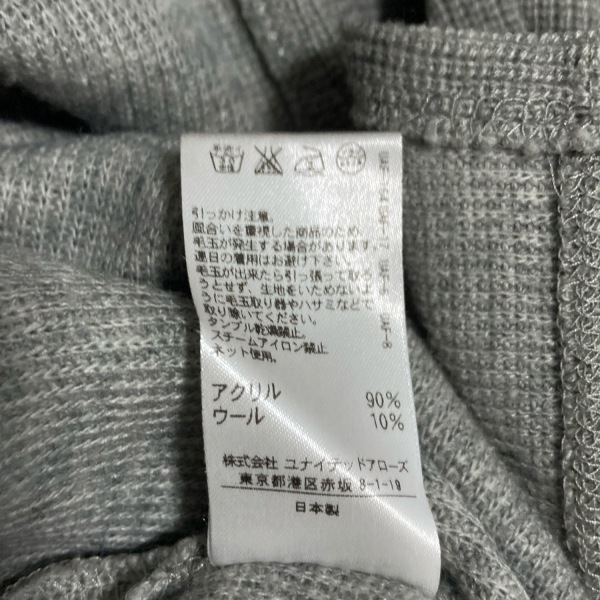 引っかけ注意。
風合いを重視した商品のため、
毛玉が発生する場合があります。
連日の着用はお避け下さい。
毛玉が出来たら引っ張って取ろ
うとせず、生地をいためないよ
うに毛玉取り器やハサミなどで
取り除いてください。
タンブル乾燥禁止。
スチームアイロン禁止
ネット使用。
アクリル 90%
ウール 10%
株式会社 ユナイテッドアローズ
東京都港区赤坂 8-1-19
日本製